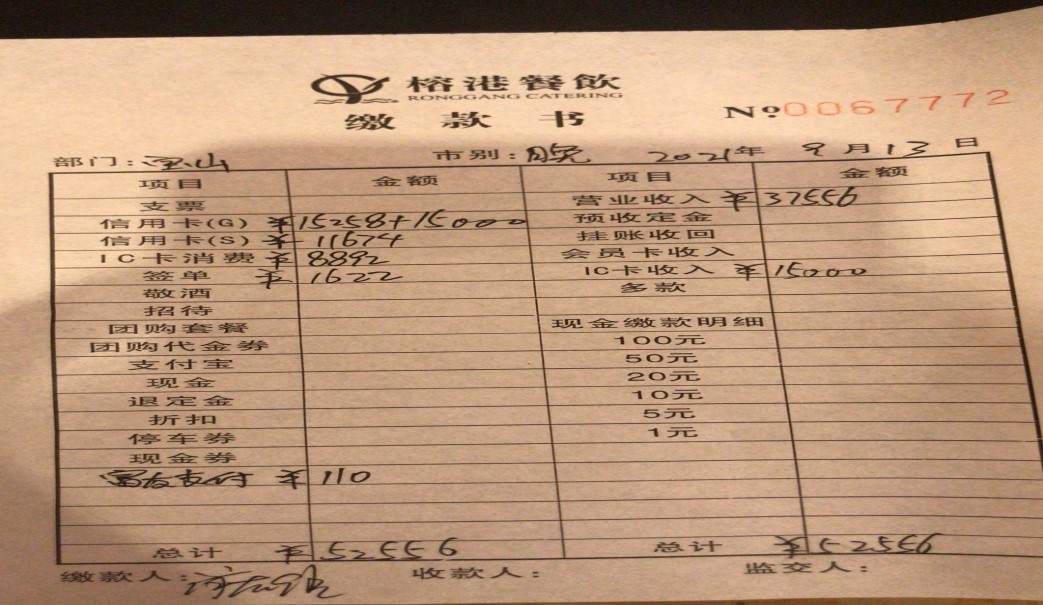 榕港餐飲
RONGGANG CATERING
缴款书
Nº0067772
部门：宝山 市别：晚 2021年 9月13日
项目 金额 项目 金额
支票 营业收入 ¥37556
信用卡(G) ¥15258+15000 预收定金
信用卡(S) ¥11674 挂账收回
IC卡消费 ¥8892 会员卡收入
签单 ¥1622 IC卡收入 ¥15000
敬酒 多款
招待
团购套餐 现金缴款明细
团购代金券 100元
支付宝 50元
现金 20元
退定金 10元
折扣 5元
停车券 1元
现金券
富友支付 ¥110
总计 ¥52556 总计 ¥52556
缴款人： 收款人： 监交人：